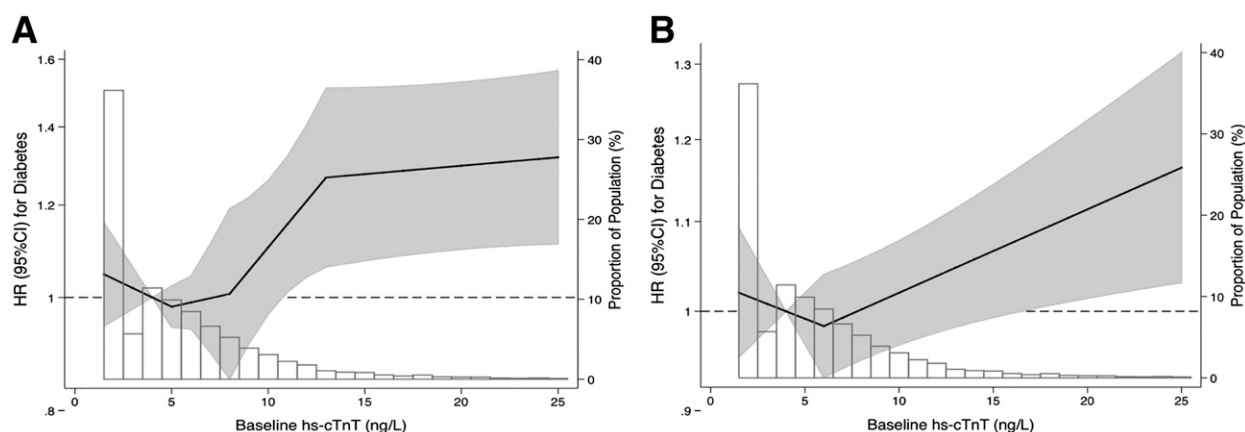 A
HR (95%CI) for Diabetes
1.6
1.4
1.2
1
.8
40
30
20
10
0
Proportion of Population (%)
0 5 10 15 20 25
Baseline hs-cTnT (ng/L)
B
HR (95%CI) for Diabetes
1.3
1.2
1.1
1
.9
40
30
20
10
0
Proportion of Population (%)
0 5 10 15 20 25
Baseline hs-cTnT (ng/L)